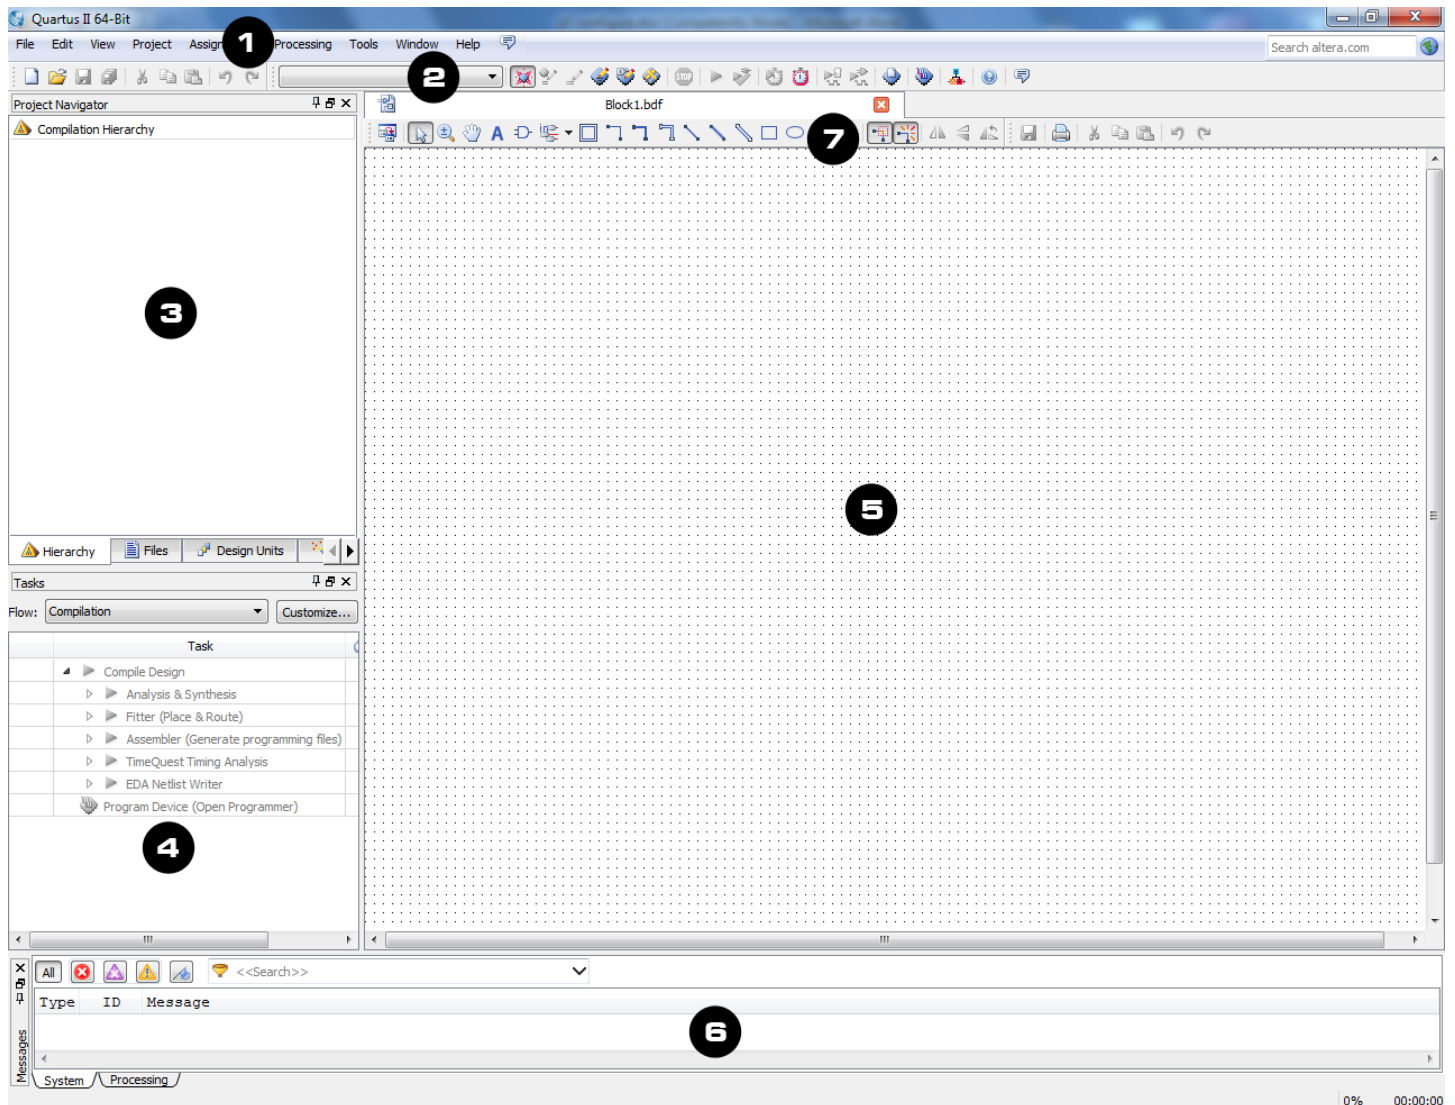 Quartus II 64-Bit
File Edit View Project Assign 1 Processing Tools Window Help
Search altera.com
2
Project Navigator
Block1.bdf
Compilation Hierarchy
A
7
3
5
Hierarchy Files Design Units
Tasks
Flow: Compilation Customize...
Task
Compile Design
Analysis & Synthesis
Fitter (Place & Route)
Assembler (Generate programming files)
TimeQuest Timing Analysis
EDA Netlist Writer
Program Device (Open Programmer)
4
All <<Search>>
Type ID Message
6
Messages
System Processing
0% 00:00:00